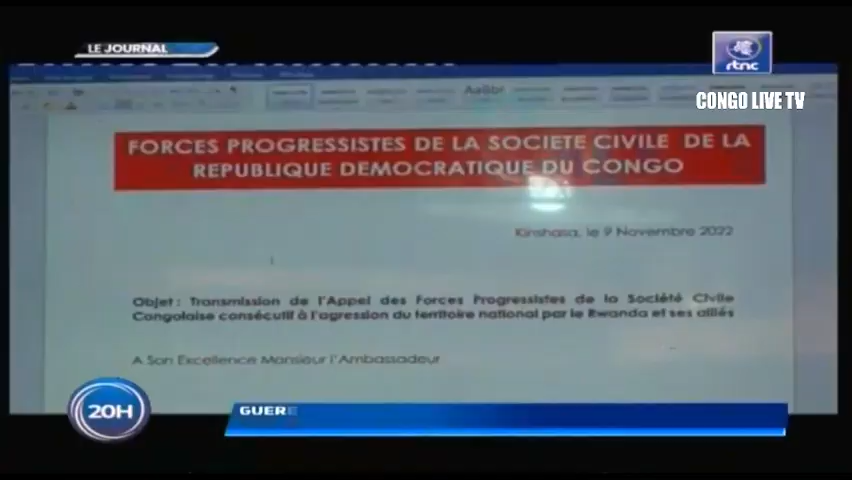 LE JOURNAL
rtnc
CONGO LIVE TV
FORCES PROGRESSISTES DE LA SOCIETE CIVILE DE LA
REPUBLIQUE DEMOCRATIQUE DU CONGO
Kinshasa, le 9 Novembre 2022
Objet : Transmission de l'Appel des Forces Progressistes de la Société Civile
Congolaise consécutif à l'agression du territoire national par le Rwanda et ses alliés
A Son Excellence Monsieur l'Ambassadeur
20H
GUERE